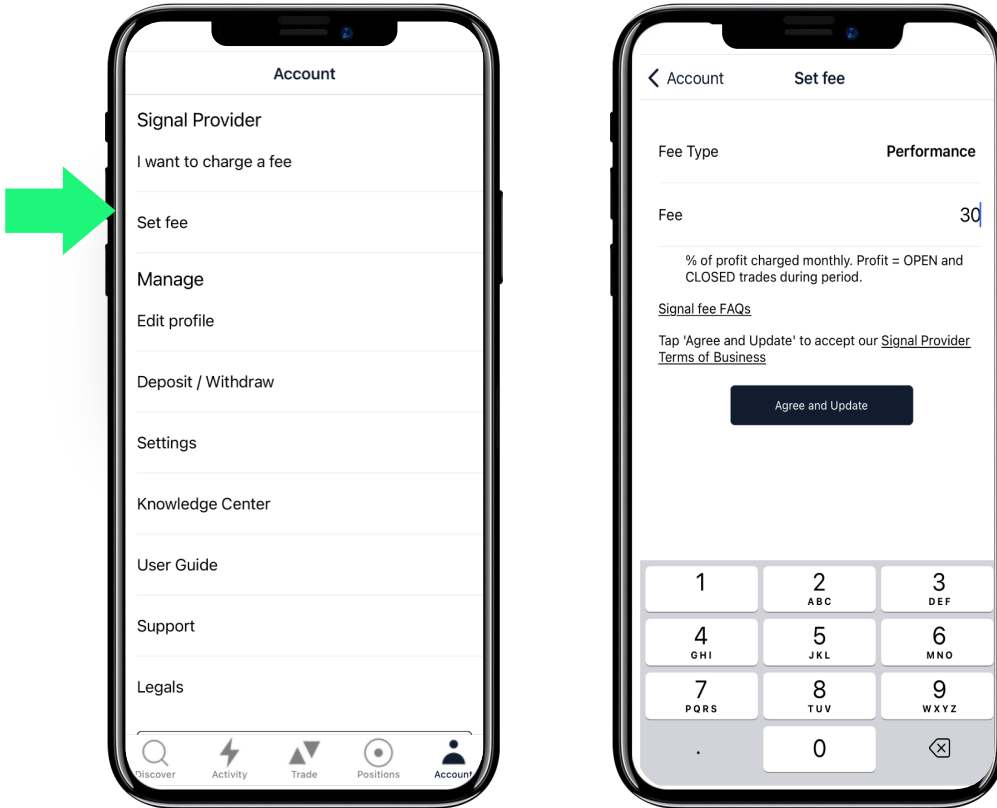 Account
Signal Provider
I want to charge a fee
Set fee
Manage
Edit profile
Deposit / Withdraw
Settings
Knowledge Center
User Guide
Support
Legals
Discover
Activity
Trade
Positions
Account
Account
Set fee
Fee Type
Performance
Fee
30
% of profit charged monthly. Profit = OPEN and
CLOSED trades during period.
Signal fee FAQs
Tap 'Agree and Update' to accept our Signal Provider
Terms of Business
Agree and Update
1
2
ABC
3
DEF
4
GHI
5
JKL
6
MNO
7
PQRS
8
TUV
9
WXYZ
.
0